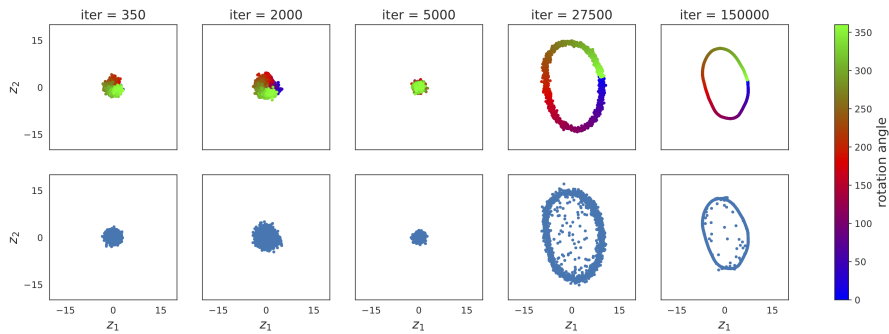 iter = 350
iter = 2000
iter = 5000
iter = 27500
iter = 150000
15
0
−15
z2
15
0
−15
z2
−15 0 15
z1
−15 0 15
z1
−15 0 15
z1
−15 0 15
z1
−15 0 15
z1
350
300
250
200
150
100
50
0
rotation angle